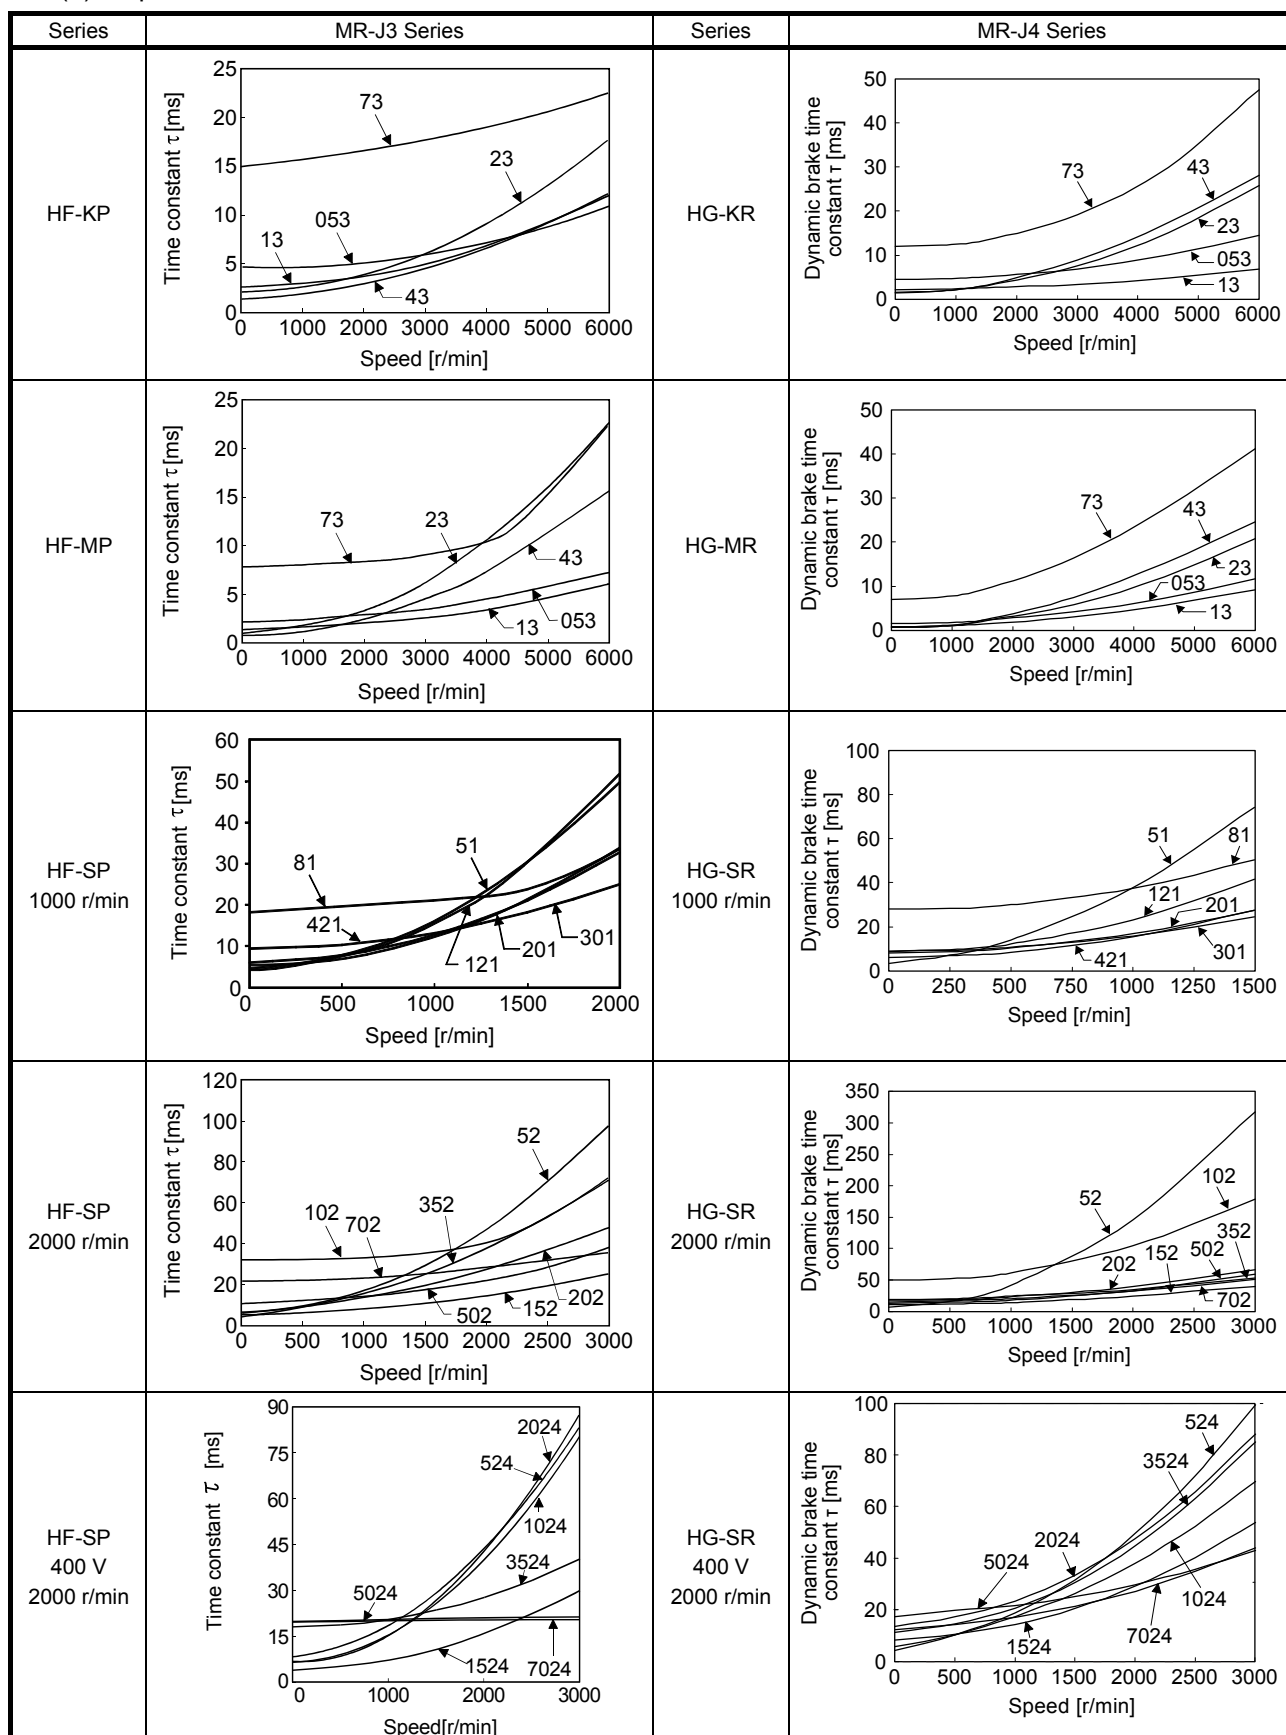 Series MR-J3 Series Series MR-J4 Series
HF-KP
Time constant τ [ms]
25
20
15
10
5
0
73
23
053
13
43
0 1000 2000 3000 4000 5000 6000
Speed [r/min]
HG-KR
Dynamic brake time
constant τ [ms]
50
40
30
20
10
0
73
43
23
053
13
0 1000 2000 3000 4000 5000 6000
Speed [r/min]
HF-MP
Time constant τ [ms]
25
20
15
10
5
0
73
23
43
053
13
0 1000 2000 3000 4000 5000 6000
Speed [r/min]
HG-MR
Dynamic brake time
constant τ [ms]
50
40
30
20
10
0
73
43
23
053
13
0 1000 2000 3000 4000 5000 6000
Speed [r/min]
HF-SP
1000 r/min
Time constant τ [ms]
60
50
40
30
20
10
0
81
51
421
121
201
301
0 500 1000 1500 2000
Speed [r/min]
HG-SR
1000 r/min
Dynamic brake time
constant τ [ms]
100
80
60
40
20
0
51
81
121
201
421
301
0 250 500 750 1000 1250 1500
Speed [r/min]
HF-SP
2000 r/min
Time constant τ [ms]
120
100
80
60
40
20
0
52
102
702
352
502
152
202
0 500 1000 1500 2000 2500 3000
Speed [r/min]
HG-SR
2000 r/min
Dynamic brake time
constant τ [ms]
350
300
250
200
150
100
50
0
52
102
202
152
502
352
702
0 500 1000 1500 2000 2500 3000
Speed [r/min]
HF-SP
400 V
2000 r/min
Time constant τ [ms]
90
75
60
45
30
15
0
2024
524
1024
3524
5024
1524
7024
0 1000 2000 3000
Speed[r/min]
HG-SR
400 V
2000 r/min
Dynamic brake time
constant τ [ms]
100
80
60
40
20
0
524
3524
2024
5024
1024
7024
1524
0 500 1000 1500 2000 2500 3000
Speed [r/min]